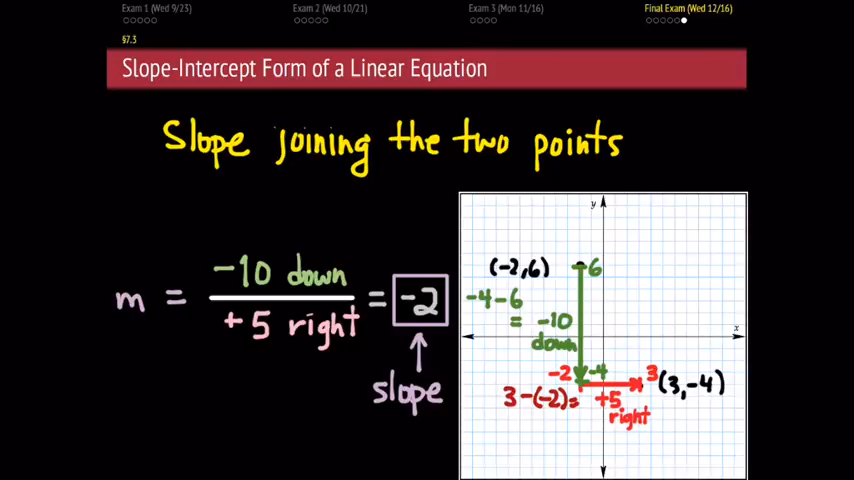 Exam 1 (Wed 9/23) Exam 2 (Wed 10/21) Exam 3 (Mon 11/16) Final Exam (Wed 12/16)
§7.3
Slope-Intercept Form of a Linear Equation
Slope joining the two points
y
(-2,6) 6
m = -10 down / +5 right = -2
-4-6
= -10
down
x
slope
-2 -4 3 (3,-4)
3-(-2)= +5
right